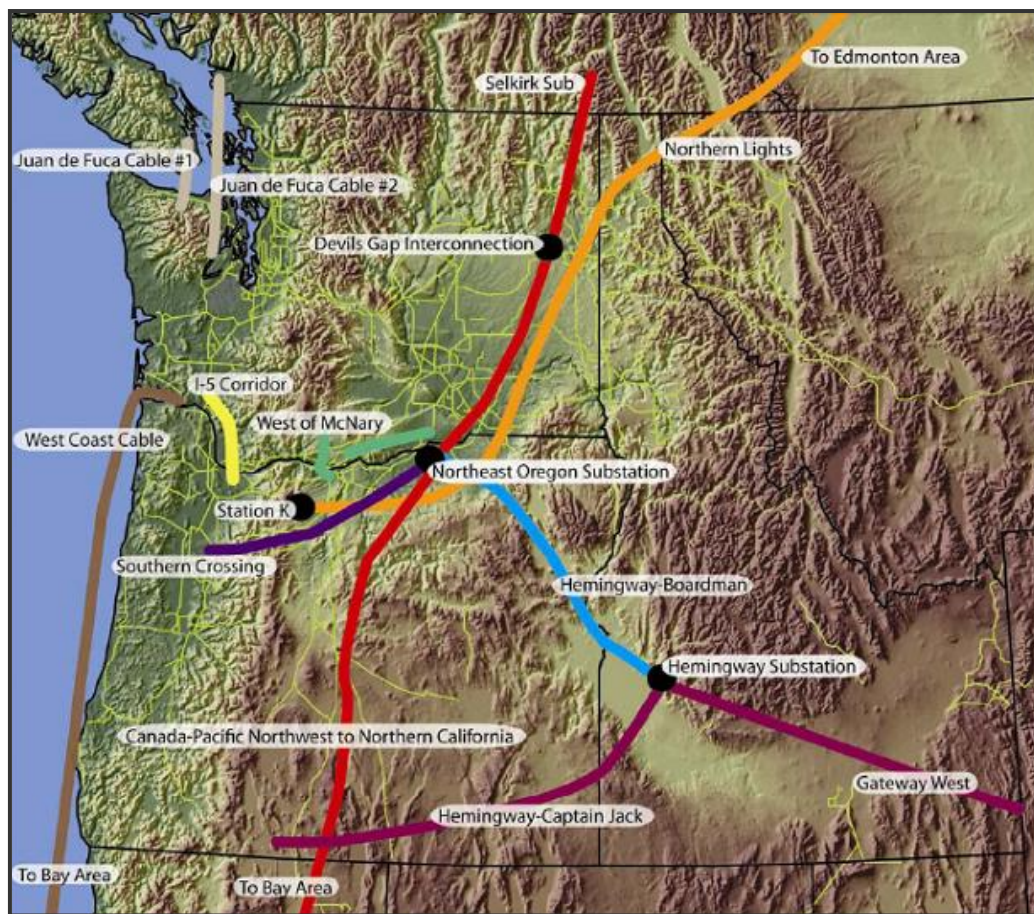 To Edmonton Area
Selkirk Sub
Northern Lights
Juan de Fuca Cable #1
Juan de Fuca Cable #2
Devils Gap Interconnection
I-5 Corridor
West of McNary
West Coast Cable
Northeast Oregon Substation
Station K
Southern Crossing
Hemingway-Boardman
Hemingway Substation
Canada-Pacific Northwest to Northern California
Gateway West
Hemingway-Captain Jack
To Bay Area
To Bay Area